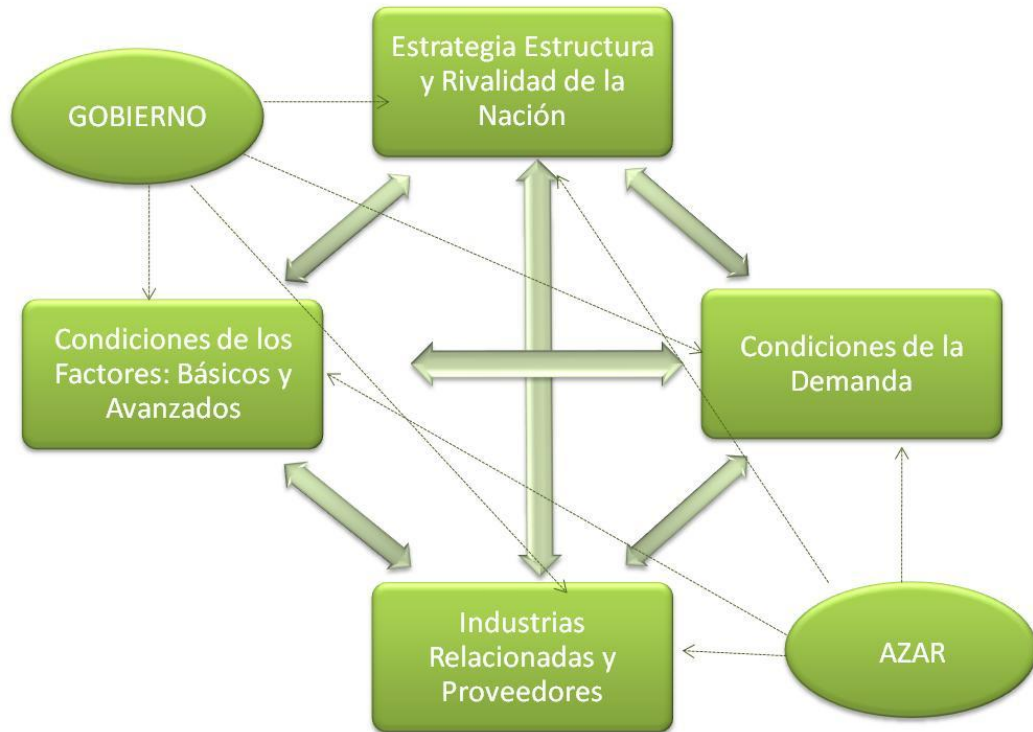 Estrategia Estructura
y Rivalidad de la
Nación
GOBIERNO
Condiciones de los
Factores: Básicos y
Avanzados
Condiciones de la
Demanda
Industrias
Relacionadas y
Proveedores
AZAR